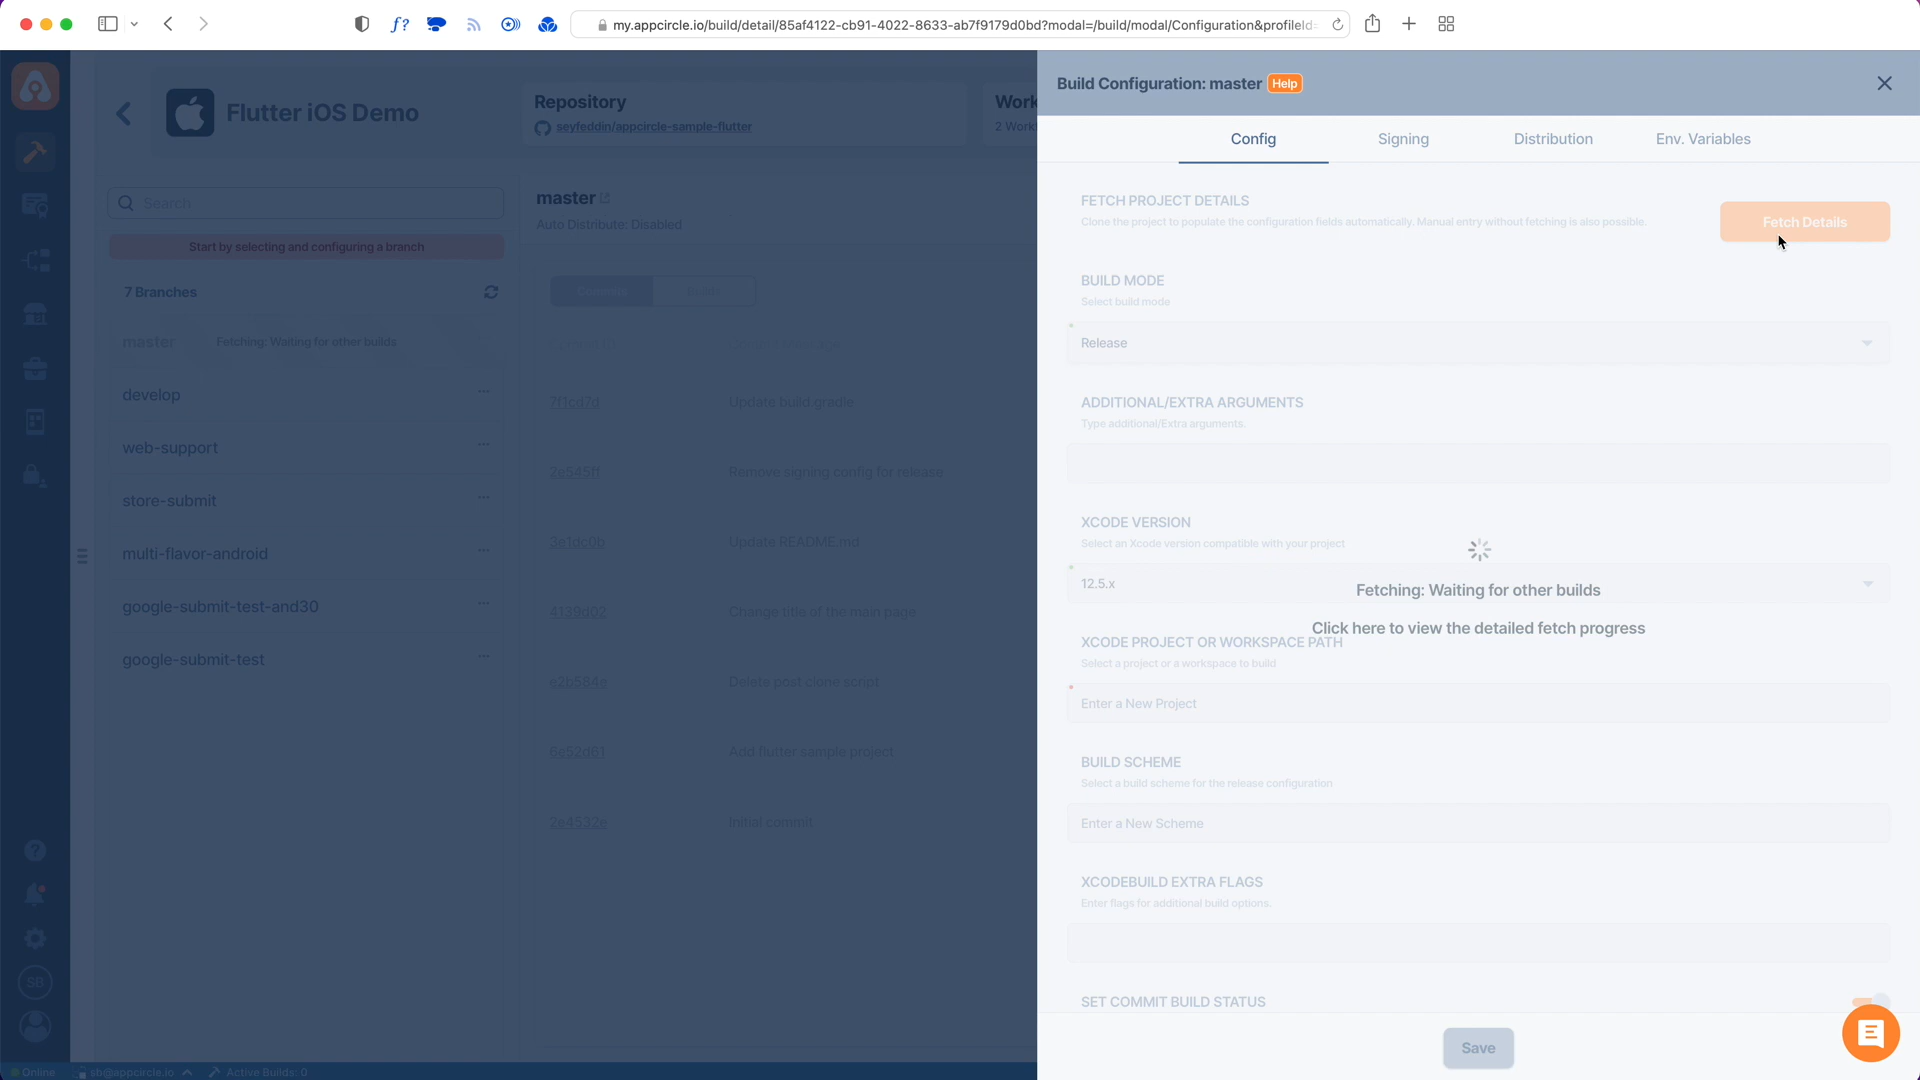 my.appcircle.io/build/detail/85af4122-cb91-4022-8633-ab7f9179d0bd?modal=/build/modal/Configuration&profileId=
Flutter iOS Demo
Repository
seyfeddin/appcircle-sample-flutter
Work
2 Work
Build Configuration: master Help
Config Signing Distribution Env. Variables
Search
Start by selecting and configuring a branch
7 Branches
master Fetching: Waiting for other builds
develop
web-support
store-submit
multi-flavor-android
google-submit-test-and30
google-submit-test
master
Auto Distribute: Disabled
7f1cd7d Update build gradle
2e545ff Remove signing config for release
3e1dc0b Update README.md
4139d02 Change title of the main page
e2b584e Delete post clone script
6e52d61 Add flutter sample project
2e4532e Initial commit
FETCH PROJECT DETAILS
Clone the project to populate the configuration fields automatically. Manual entry without fetching is also possible.
Fetch Details
BUILD MODE
Select build mode
Release
ADDITIONAL/EXTRA ARGUMENTS
Type additional/Extra arguments.
XCODE VERSION
Select an Xcode version compatible with your project
12.5.x
Fetching: Waiting for other builds
Click here to view the detailed fetch progress
XCODE PROJECT OR WORKSPACE PATH
Select a project or a workspace to build
Enter a New Project
BUILD SCHEME
Select a build scheme for the release configuration
Enter a New Scheme
XCODEBUILD EXTRA FLAGS
Enter flags for additional build options.
SET COMMIT BUILD STATUS
Save
SB
Online sb@appcircle.io Active Builds: 0